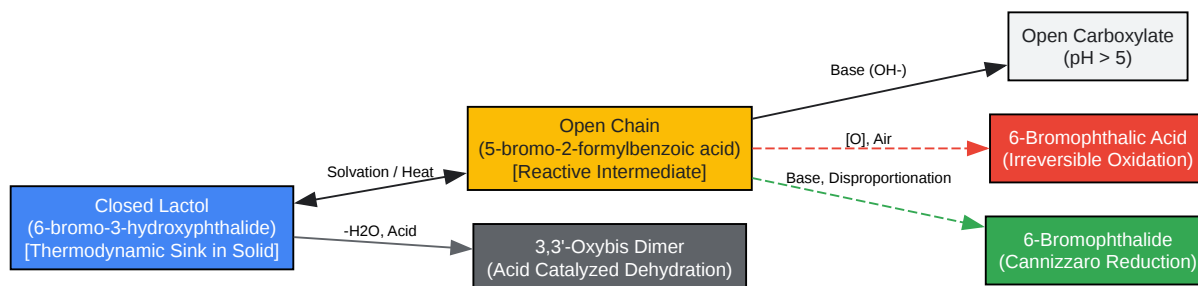 Closed Lactol
(6-bromo-3-hydroxyphthalide)
[Thermodynamic Sink in Solid]
Solvation / Heat
-H2O, Acid
Open Chain
(5-bromo-2-formylbenzoic acid)
[Reactive Intermediate]
3,3'-Oxybis Dimer
(Acid Catalyzed Dehydration)
Base (OH-)
[O], Air
Base, Disproportionation
Open Carboxylate
(pH > 5)
6-Bromophthalic Acid
(Irreversible Oxidation)
6-Bromophthalide
(Cannizzaro Reduction)